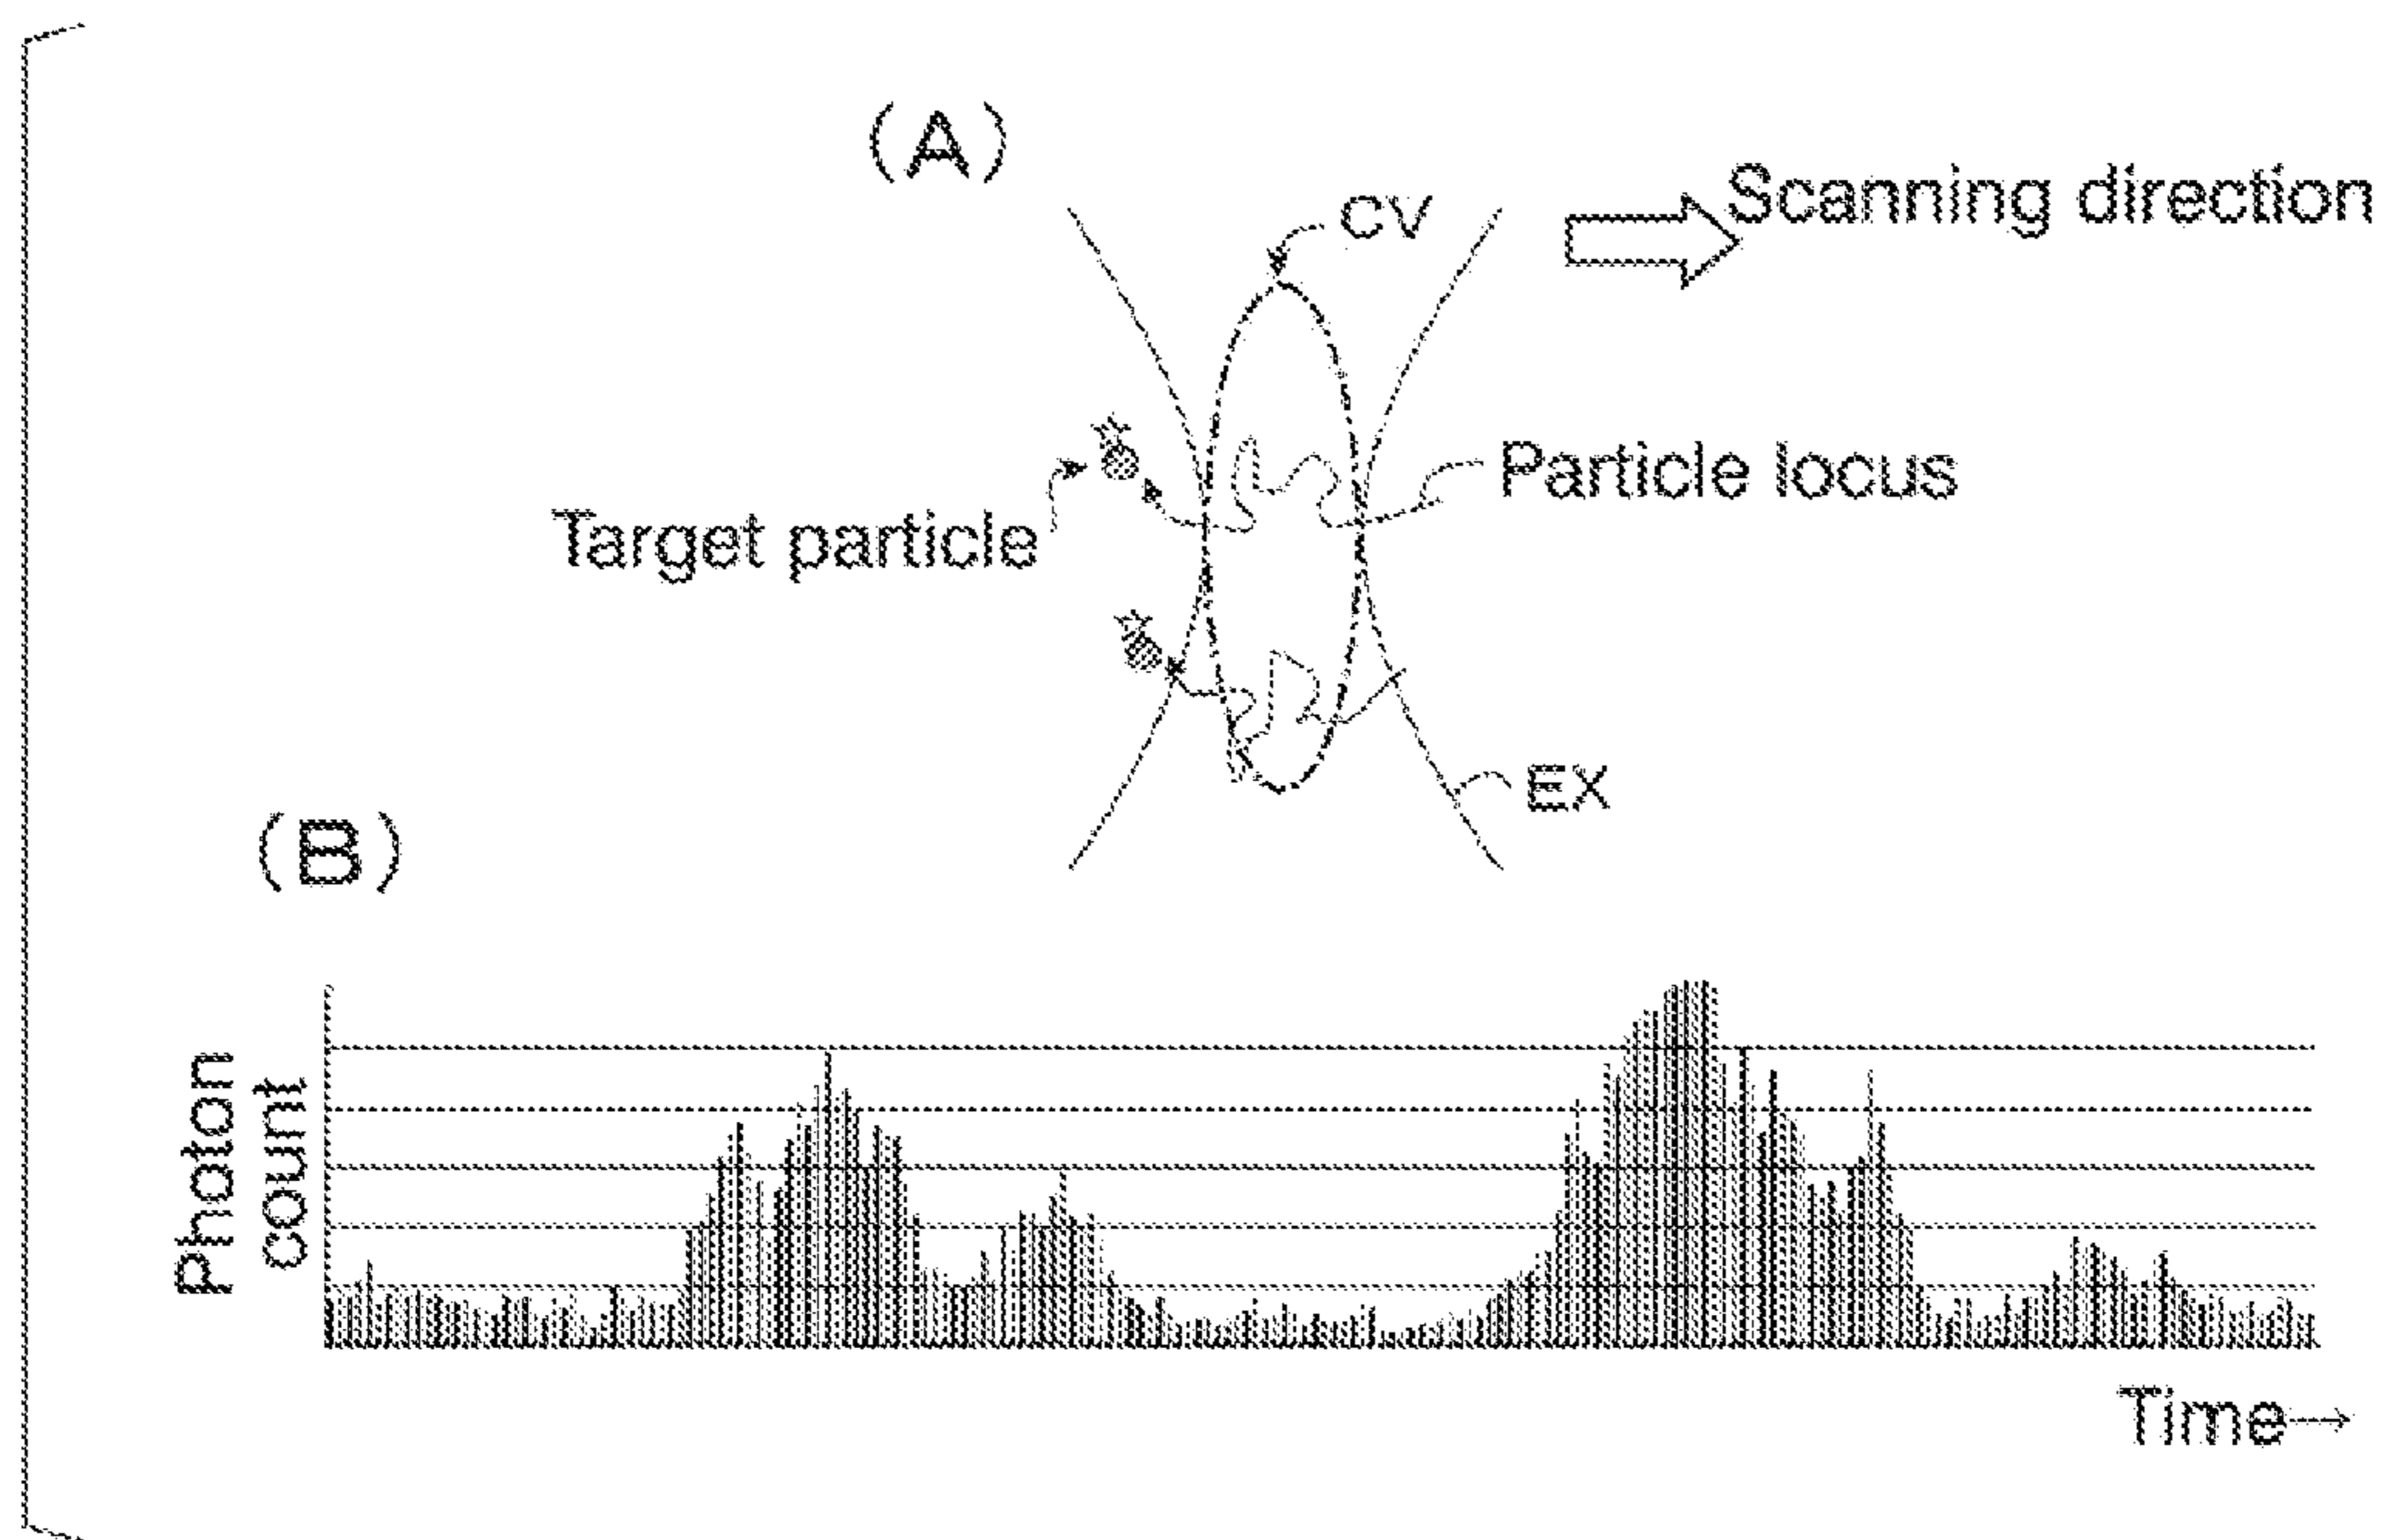 (A)
CV
Scanning direction
Particle locus
Target particle
EX
(B)
Photon
count
Time→